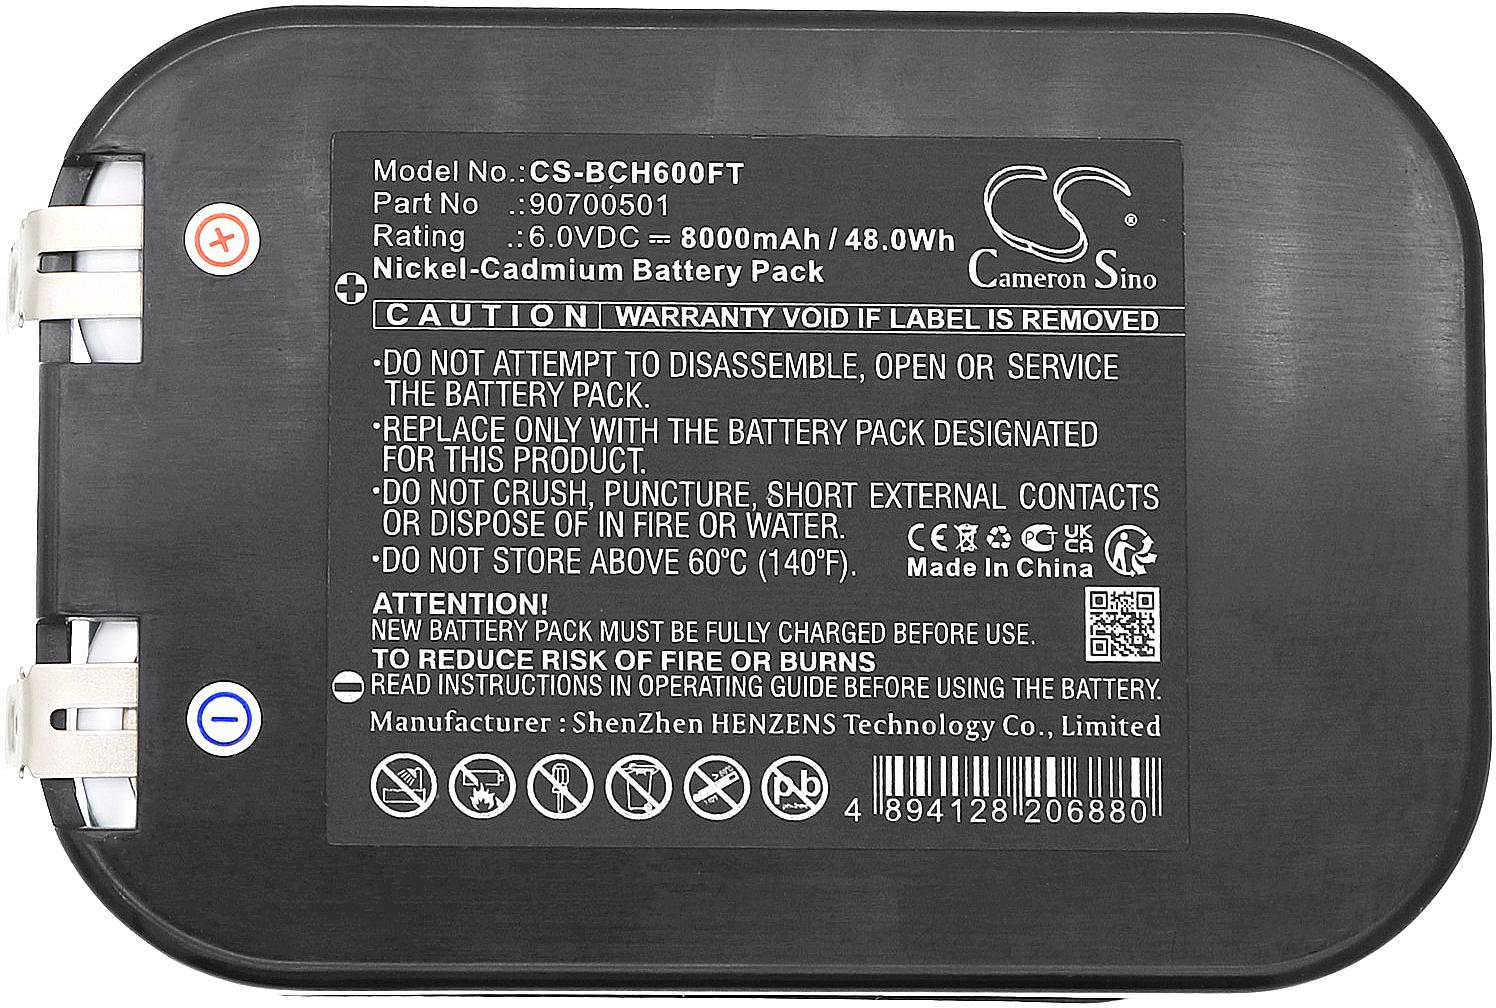 Model No.:CS-BCH600FT
Part No .:90700501
Rating .:6.0VDC ⎓ 8000mAh / 48.0Wh
Nickel-Cadmium Battery Pack
CS®
Cameron Sino
CAUTION | WARRANTY VOID IF LABEL IS REMOVED
•DO NOT ATTEMPT TO DISASSEMBLE, OPEN OR SERVICE
THE BATTERY PACK.
•REPLACE ONLY WITH THE BATTERY PACK DESIGNATED
FOR THIS PRODUCT.
•DO NOT CRUSH, PUNCTURE, SHORT EXTERNAL CONTACTS
OR DISPOSE OF IN FIRE OR WATER.
•DO NOT STORE ABOVE 60ºC (140ºF).
CE PCT UK CA
Made In China
ATTENTION!
NEW BATTERY PACK MUST BE FULLY CHARGED BEFORE USE.
TO REDUCE RISK OF FIRE OR BURNS
READ INSTRUCTIONS IN OPERATING GUIDE BEFORE USING THE BATTERY.
Manufacturer : ShenZhen HENZENS Technology Co., Limited
pb
4 894128 206880